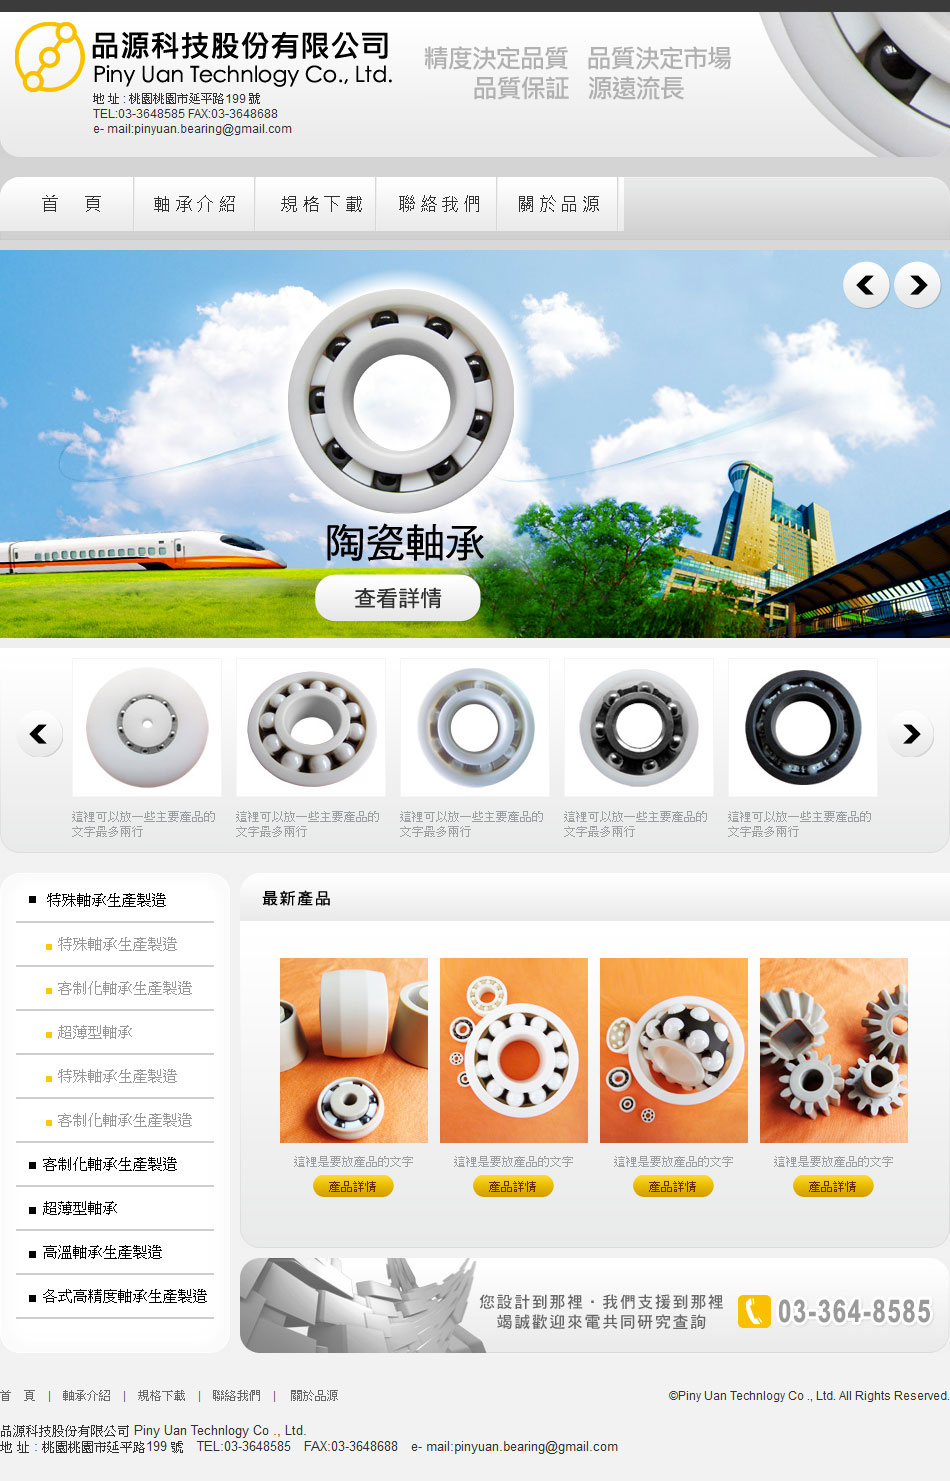 品源科技股份有限公司
Piny Uan Technlogy Co., Ltd.
地 址 : 桃園桃園市延平路199 號
TEL:03-3648585 FAX:03-3648688
e- mail:pinyuan.bearing@gmail.com
精度決定品質 品質決定市場
品質保証 源遠流長
首 頁 軸承介紹 規格下載 聯絡我們 關於品源
陶瓷軸承
查看詳情
這裡可以放一些主要產品的 這裡可以放一些主要產品的 這裡可以放一些主要產品的 這裡可以放一些主要產品的 這裡可以放一些主要產品的
文字最多兩行 文字最多兩行 文字最多兩行 文字最多兩行 文字最多兩行
特殊軸承生產製造
特殊軸承生產製造
客制化軸承生產製造
超薄型軸承
特殊軸承生產製造
客制化軸承生產製造
客制化軸承生產製造
超薄型軸承
高溫軸承生產製造
各式高精度軸承生產製造
最新產品
這裡是要放產品的文字 這裡是要放產品的文字 這裡是要放產品的文字 這裡是要放產品的文字
產品詳情 產品詳情 產品詳情 產品詳情
您設計到那裡・我們支援到那裡
竭誠歡迎來電共同研究查詢
03-364-8585
首 頁 | 軸承介紹 | 規格下載 | 聯絡我們 | 關於品源
©Piny Uan Technlogy Co ., Ltd. All Rights Reserved.
品源科技股份有限公司 Piny Uan Technlogy Co ., Ltd.
地 址 : 桃園桃園市延平路199 號 TEL:03-3648585 FAX:03-3648688 e- mail:pinyuan.bearing@gmail.com